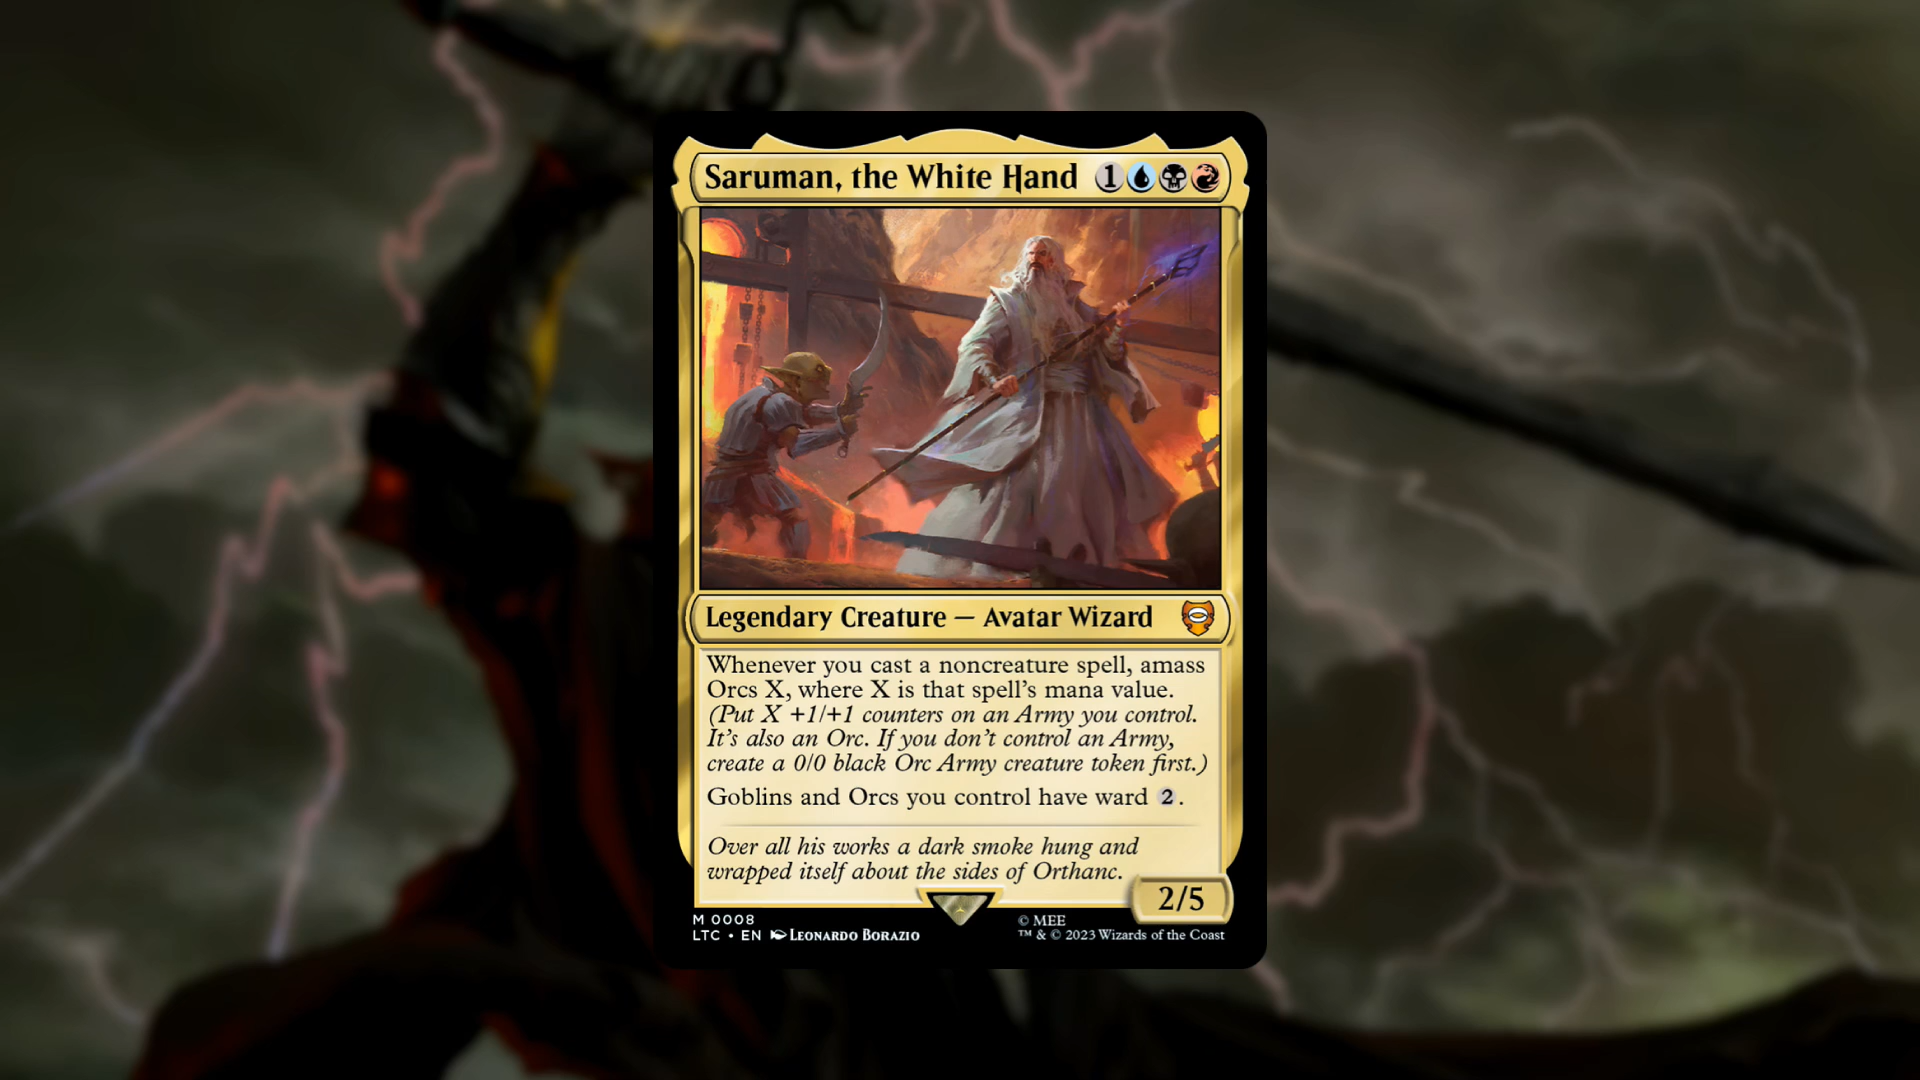 Saruman, the White Hand 1
Legendary Creature — Avatar Wizard
Whenever you cast a noncreature spell, amass
Orcs X, where X is that spell's mana value.
(Put X +1/+1 counters on an Army you control.
It's also an Orc. If you don't control an Army,
create a 0/0 black Orc Army creature token first.)
Goblins and Orcs you control have ward 2.
Over all his works a dark smoke hung and
wrapped itself about the sides of Orthanc.
2/5
M 0008
LTC • EN Leonardo Borazio
© MEE
™ & © 2023 Wizards of the Coast